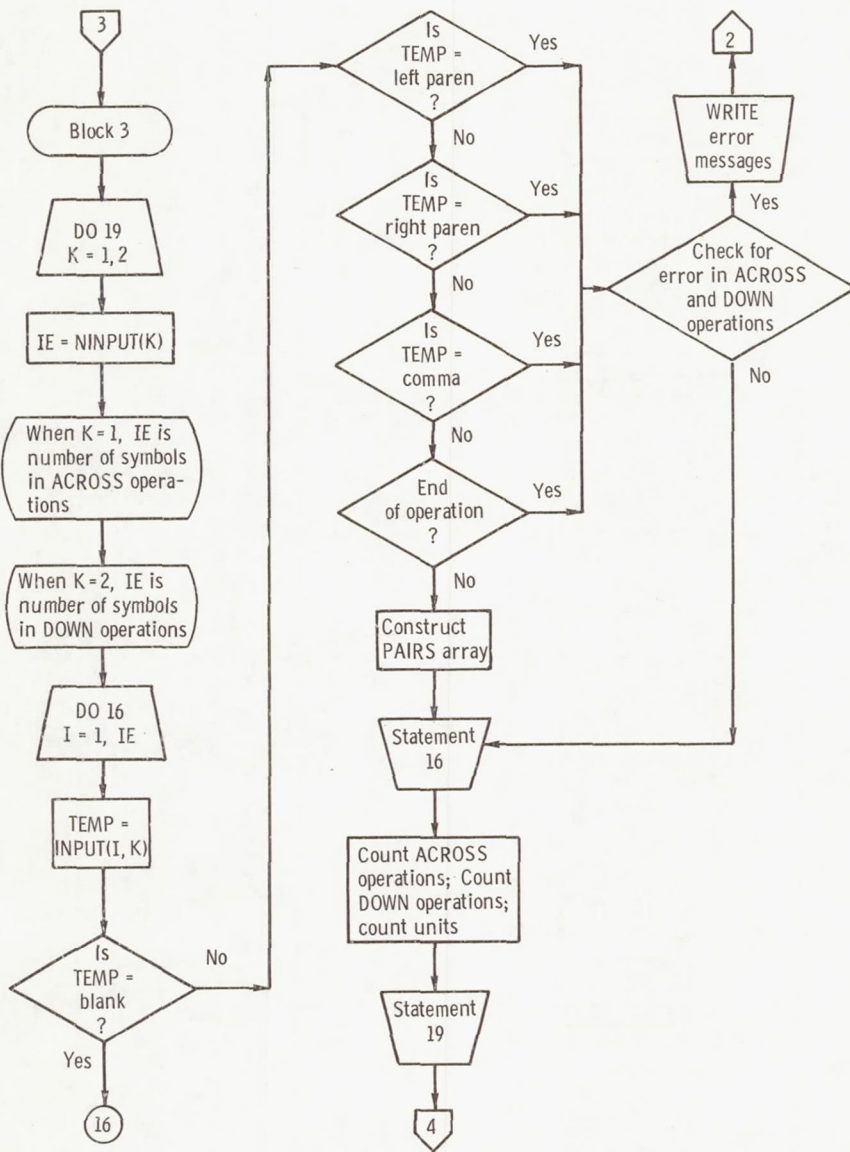 3
Block 3
DO 19
K = 1, 2
IE = NINPUT(K)
When K = 1, IE is
number of symbols
in ACROSS opera-
tions
When K = 2, IE is
number of symbols
in DOWN operations
DO 16
I = 1, IE
TEMP =
INPUT(I, K)
Is
TEMP =
blank
?
No
Yes
16
Is
TEMP =
left paren
?
Yes
No
Is
TEMP =
right paren
?
Yes
No
Is
TEMP =
comma
?
Yes
No
End
of operation
?
Yes
No
Construct
PAIRS array
Statement
16
Count ACROSS
operations; Count
DOWN operations;
count units
Statement
19
4
2
WRITE
error
messages
Yes
Check for
error in ACROSS
and DOWN
operations
No